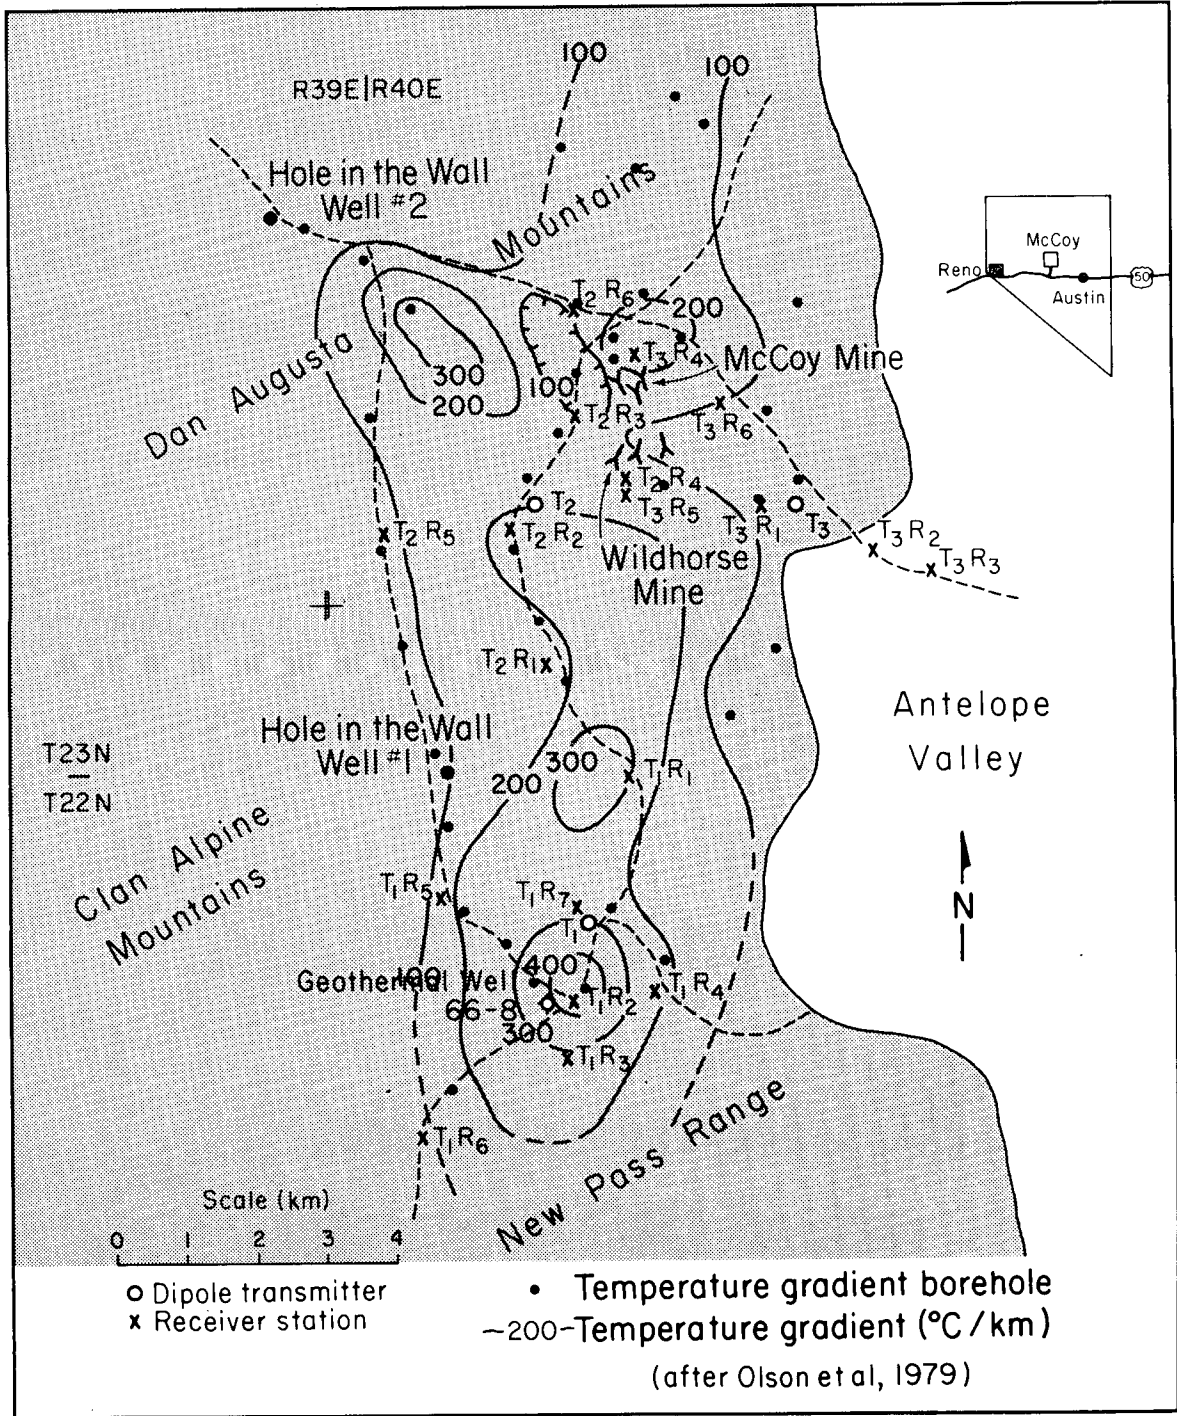 100
100
R39E|R40E
Hole in the Wall
Well #2
Mountains
McCoy
Reno
50
Austin
T2 R6
200
T3 R4
McCoy Mine
Dan Augusta
300
200
100
T2 R3
T3 R6
T2
T2 R4
T3 R5
T3 R1
T3
T2 R5
T2 R2
T3 R2
T3 R3
Wildhorse
Mine
T2 R1
Antelope
Valley
Hole in the Wall
Well #1
T23N
T22N
300
200
T1 R1
Clan Alpine
Mountains
T1 R5
T1 R7
T1
N
400
Geothermal Wel
100
66-8
T1 R2
T1 R4
300
T1 R3
T1 R6
New Pass Range
Scale (km)
0 1 2 3 4
Dipole transmitter
x Receiver station
Temperature gradient borehole
—200—Temperature gradient (°C/km)
(after Olson et al, 1979)